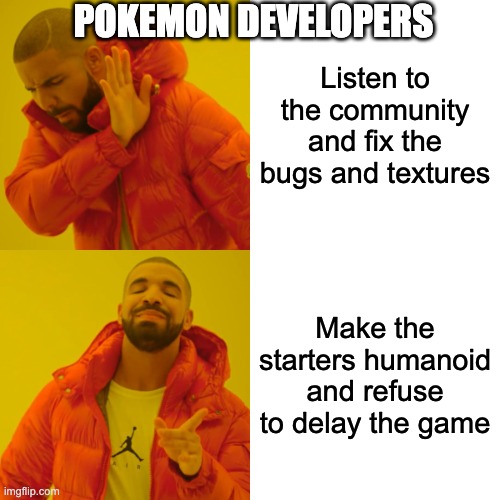 POKEMON DEVELOPERS
Listen to
the community
and fix the
bugs and textures
Make the
starters humanoid
and refuse
to delay the game
AIR
imgflip.com